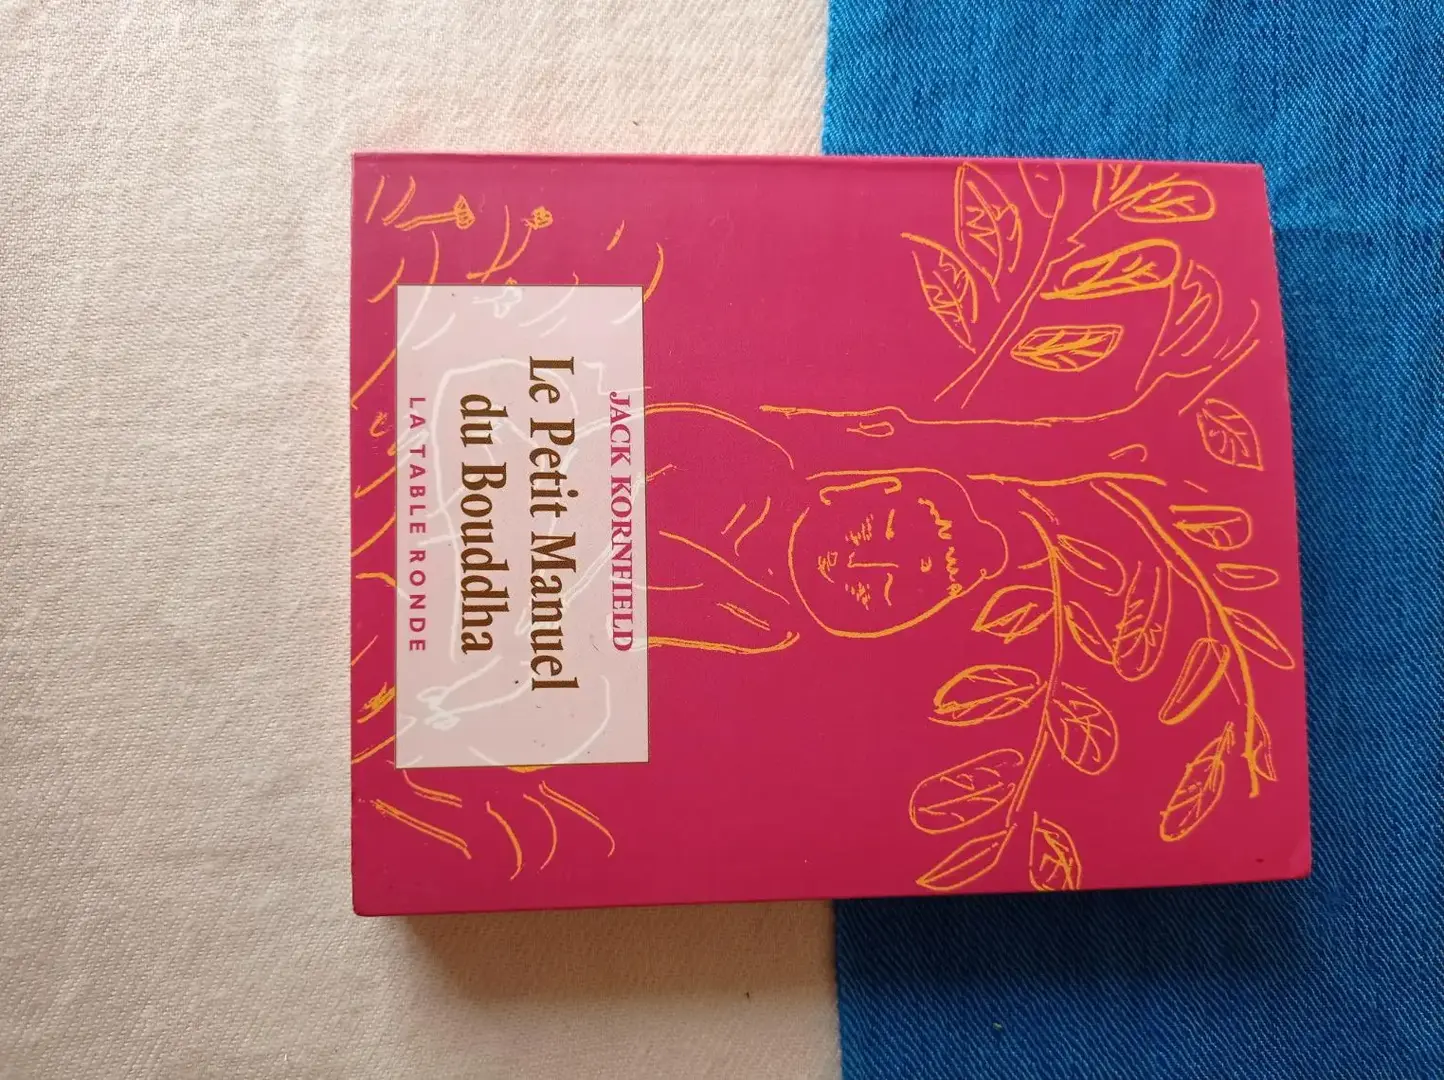 JACK KORNFIELD
Le Petit Manuel
du Bouddha
LA TABLE RONDE